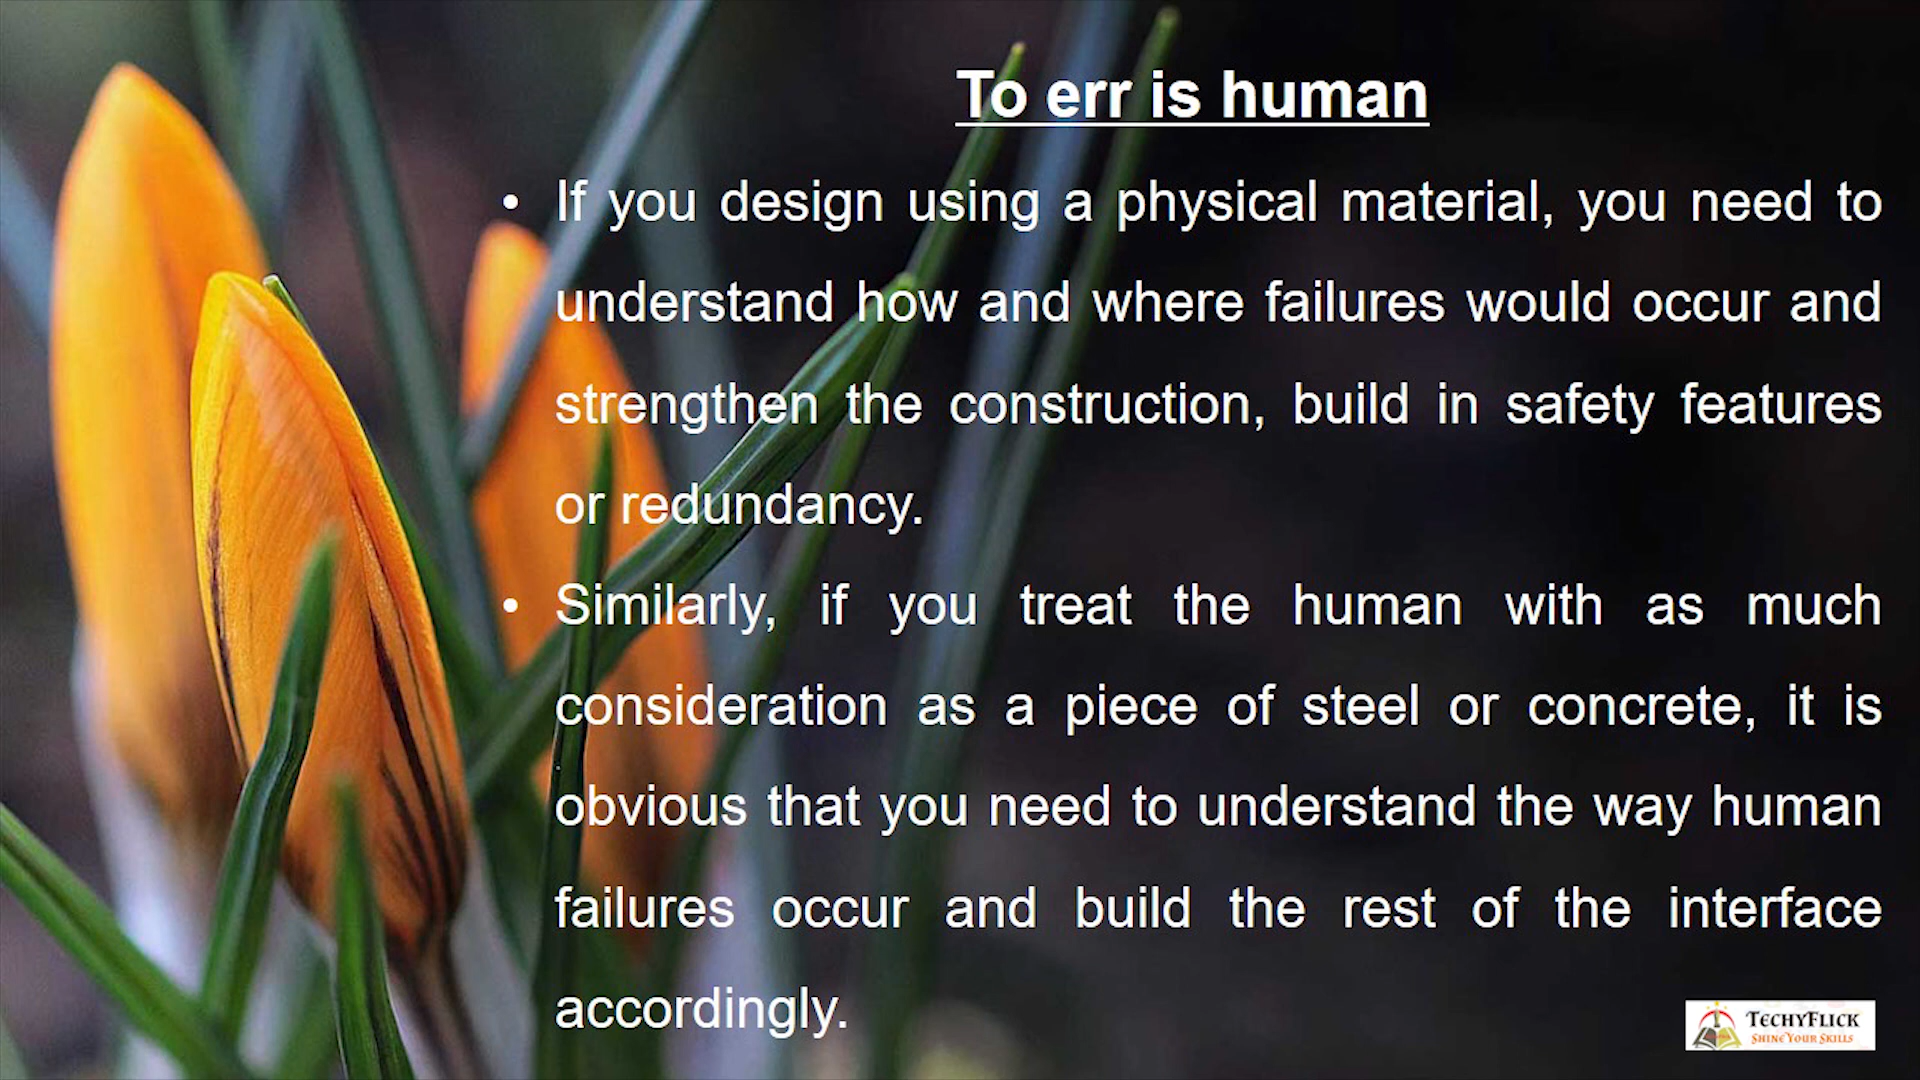 To err is human
• If you design using a physical material, you need to
understand how and where failures would occur and
strengthen the construction, build in safety features
or redundancy.
• Similarly, if you treat the human with as much
consideration as a piece of steel or concrete, it is
obvious that you need to understand the way human
failures occur and build the rest of the interface
accordingly.
TECHYFLICK
SHINE YOUR SKILLS